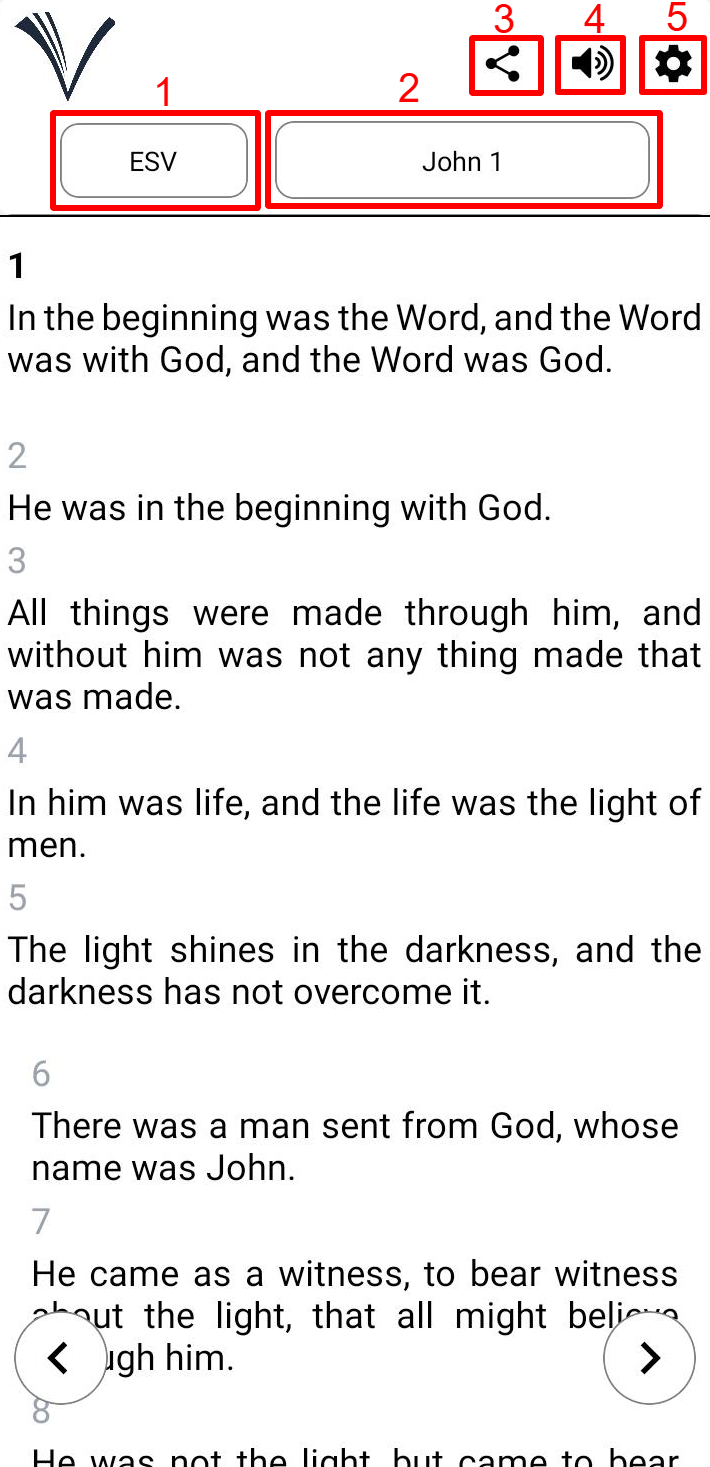 3 4 5
1 2
ESV John 1
1
In the beginning was the Word, and the Word
was with God, and the Word was God.
2
He was in the beginning with God.
3
All things were made through him, and
without him was not any thing made that
was made.
4
In him was life, and the life was the light of
men.
5
The light shines in the darkness, and the
darkness has not overcome it.
6
There was a man sent from God, whose
name was John.
7
He came as a witness, to bear witness
about the light, that all might believe
ugh him.
8
He was not the light, but came to bear